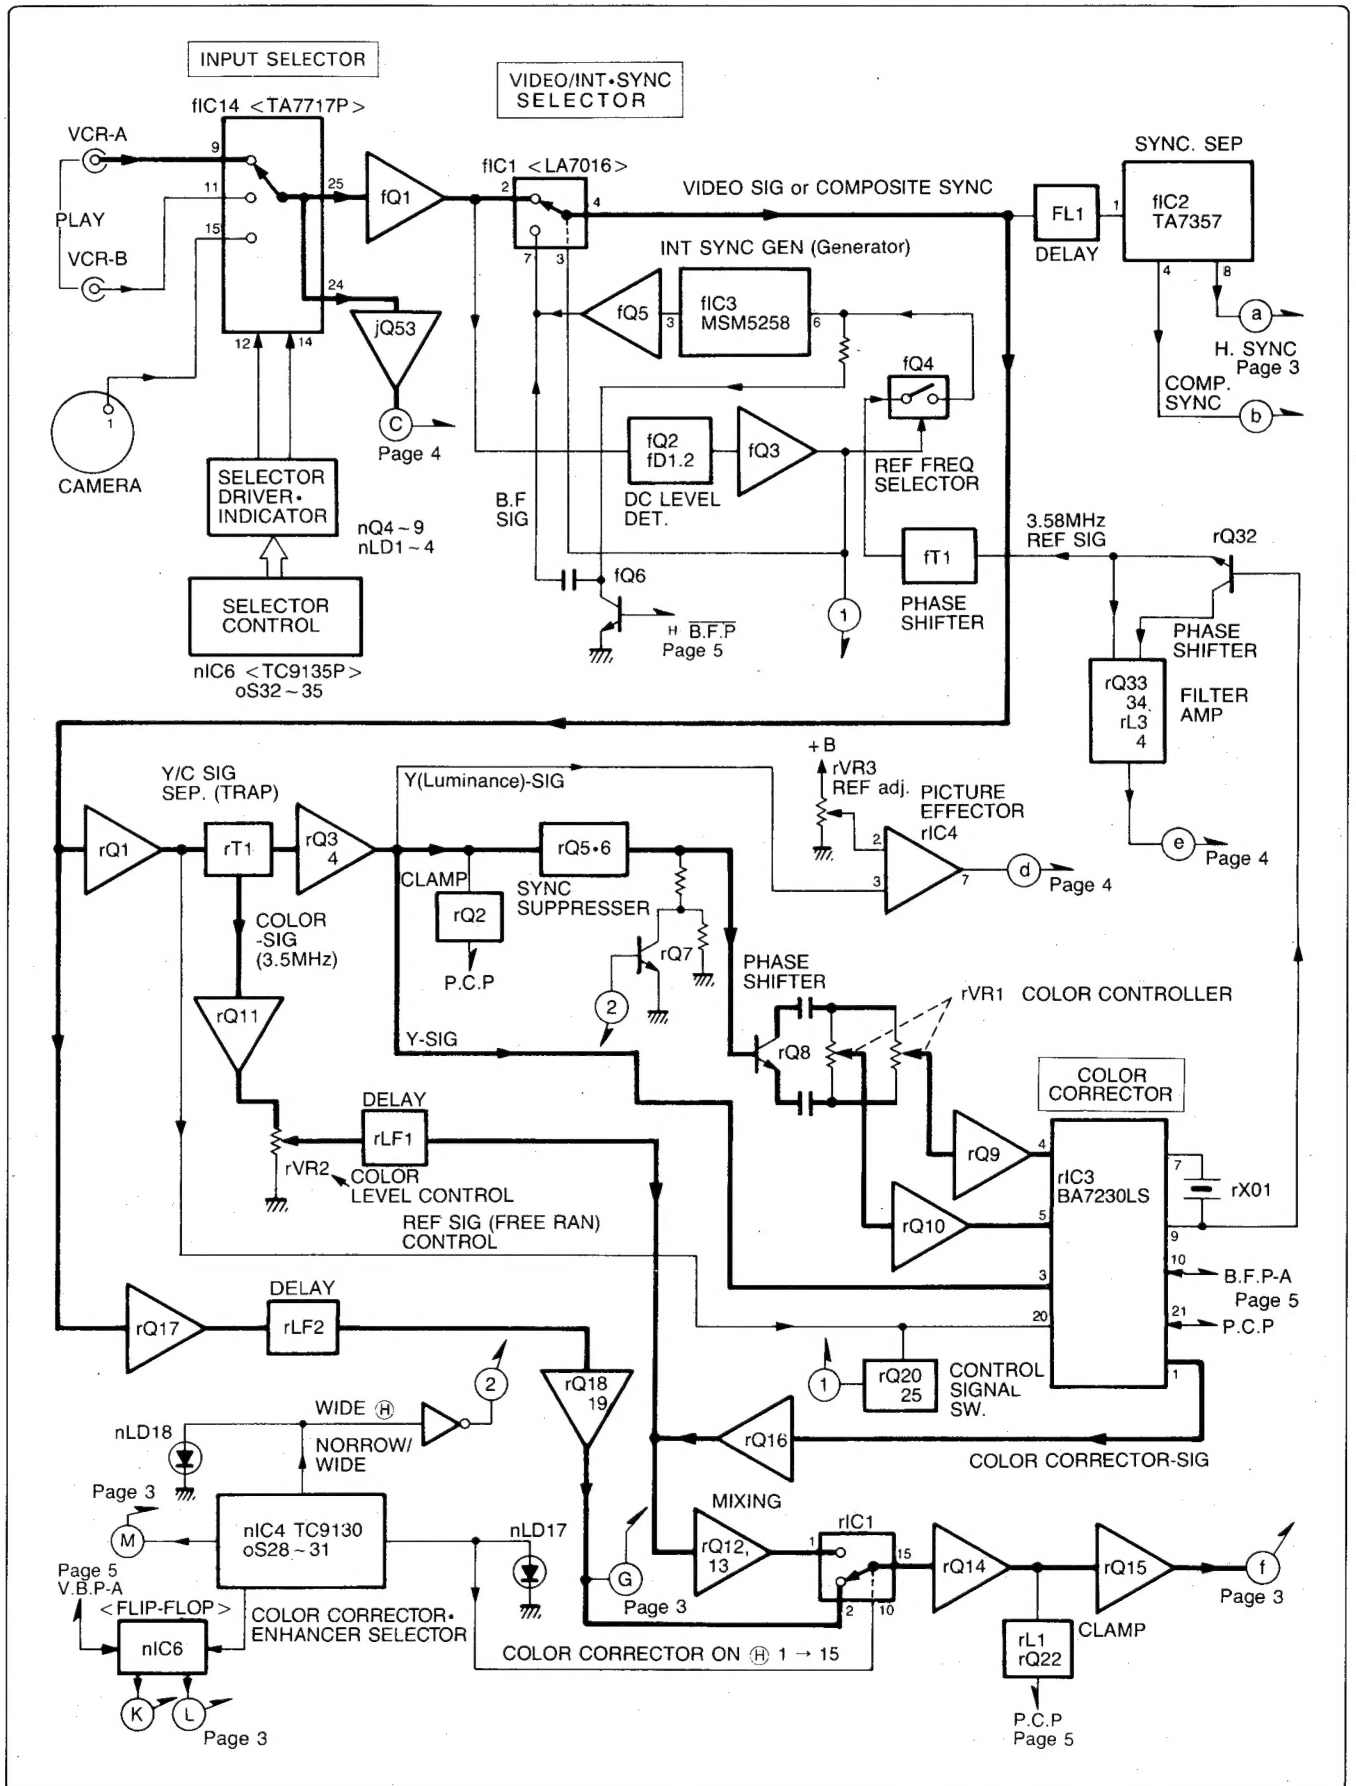 INPUT SELECTOR
fIC14 <TA7717P>
VCR-A
9
11
15
25
24
12
14
PLAY
VCR-B
fQ1
jQ53
C
Page 4
1
CAMERA
SELECTOR
DRIVER•
INDICATOR
nQ4~9
nLD1~4
SELECTOR
CONTROL
nIC6 <TC9135P>
oS32~35
VIDEO/INT•SYNC
SELECTOR
fIC1 <LA7016>
2
4
7
3
VIDEO SIG or COMPOSITE SYNC
INT SYNC GEN (Generator)
fQ5
3
fIC3
MSM5258
6
fQ4
REF FREQ
SELECTOR
fQ2
fD1.2
DC LEVEL
DET.
fQ3
B.F
SIG
fQ6
H B.F.P
Page 5
1
fT1
PHASE
SHIFTER
3.58MHz
REF SIG
rQ32
PHASE
SHIFTER
rQ33
34
rL3
4
FILTER
AMP
e
Page 4
FL1
DELAY
SYNC. SEP
1
fIC2
TA7357
4
8
a
H. SYNC
Page 3
COMP.
SYNC
b
Y/C SIG
SEP. (TRAP)
rQ1
rT1
rQ3
4
Y(Luminance)-SIG
CLAMP
rQ2
P.C.P
rQ5•6
SYNC
SUPPRESSER
rQ7
2
+B
rVR3
REF adj.
PICTURE
EFFECTOR
rIC4
2
3
7
d
Page 4
COLOR
-SIG
(3.5MHz)
rQ11
Y-SIG
PHASE
SHIFTER
rQ8
rVR1 COLOR CONTROLLER
COLOR
CORRECTOR
DELAY
rLF1
rVR2
COLOR
LEVEL CONTROL
rQ9
4
rQ10
5
3
20
rIC3
BA7230LS
7
rX01
9
10
B.F.P-A
Page 5
21
P.C.P
1
REF SIG (FREE RAN)
CONTROL
rQ17
DELAY
rLF2
rQ18
19
1
rQ20
25
CONTROL
SIGNAL
SW.
rQ16
COLOR CORRECTOR-SIG
2
WIDE Ⓗ
NORROW/
WIDE
nLD18
Page 3
M
nIC4 TC9130
oS28~31
nLD17
Page 5
V.B.P-A
<FLIP-FLOP>
nIC6
COLOR CORRECTOR•
ENHANCER SELECTOR
K
L
Page 3
MIXING
rQ12,
13
G
Page 3
rIC1
1
15
2
10
COLOR CORRECTOR ON Ⓗ 1 → 15
rQ14
rQ15
f
Page 3
rL1
rQ22
CLAMP
P.C.P
Page 5